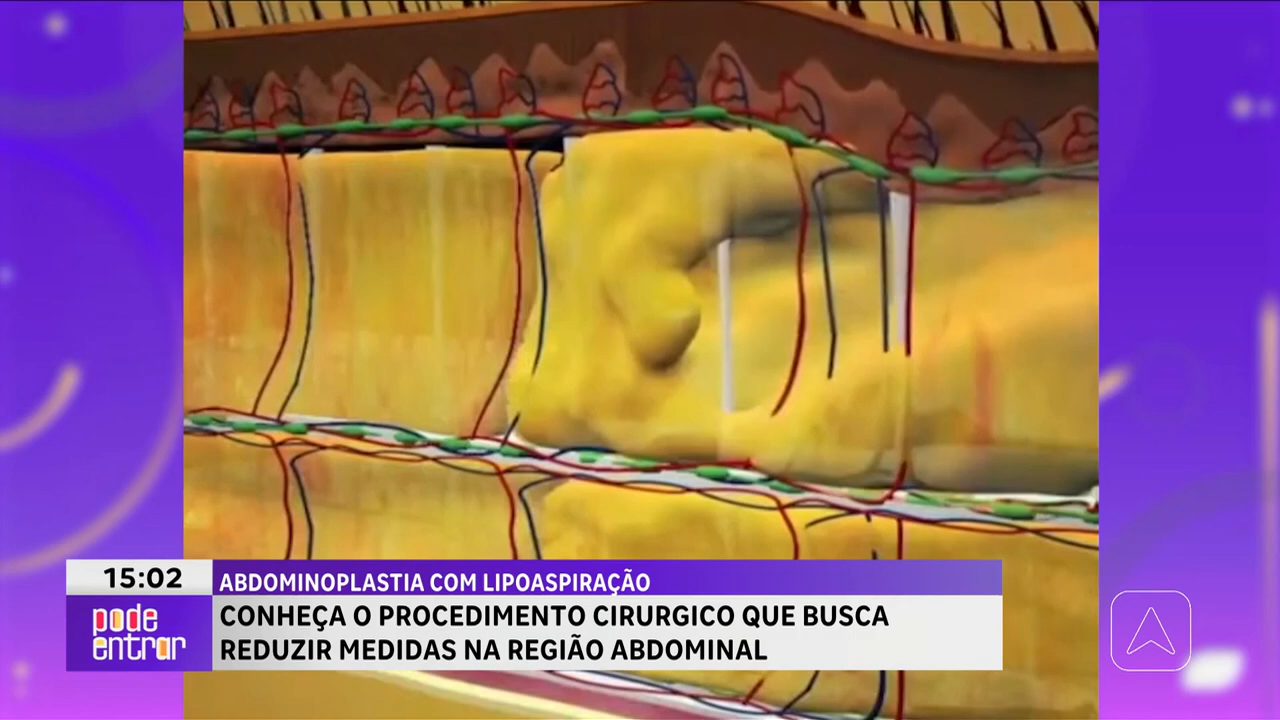 15:02
ABDOMINOPLASTIA COM LIPOASPIRAÇÃO
pode
entrar
CONHEÇA O PROCEDIMENTO CIRURGICO QUE BUSCA
REDUZIR MEDIDAS NA REGIÃO ABDOMINAL